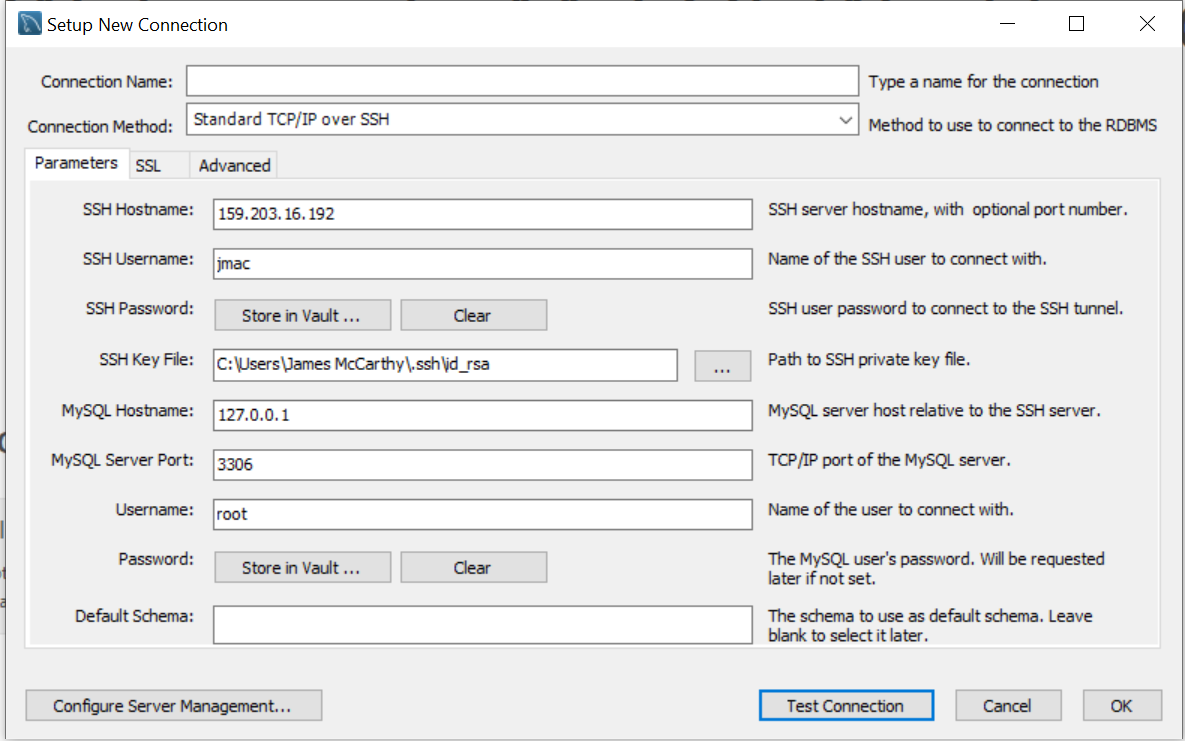 Setup New Connection
Connection Name:
Type a name for the connection
Connection Method:
Standard TCP/IP over SSH
Method to use to connect to the RDBMS
Parameters
SSL
Advanced
SSH Hostname:
159.203.16.192
SSH server hostname, with  optional port number.
SSH Username:
jmac
Name of the SSH user to connect with.
SSH Password:
Store in Vault ...
Clear
SSH user password to connect to the SSH tunnel.
SSH Key File:
C:\Users\James McCarthy\.ssh\id_rsa
...
Path to SSH private key file.
MySQL Hostname:
127.0.0.1
MySQL server host relative to the SSH server.
MySQL Server Port:
3306
TCP/IP port of the MySQL server.
Username:
root
Name of the user to connect with.
Password:
Store in Vault ...
Clear
The MySQL user's password. Will be requested
later if not set.
Default Schema:
The schema to use as default schema. Leave
blank to select it later.
Configure Server Management...
Test Connection
Cancel
OK